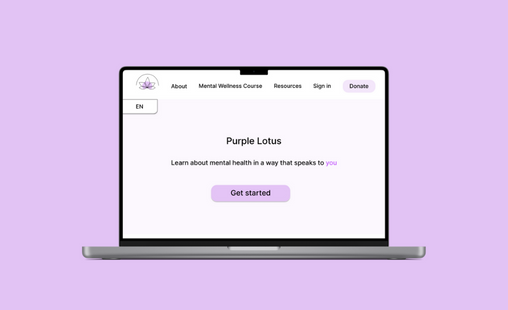 About
Mental Wellness Course
Resources
Sign in
Donate
EN
Purple Lotus
Learn about mental health in a way that speaks to you
Get started